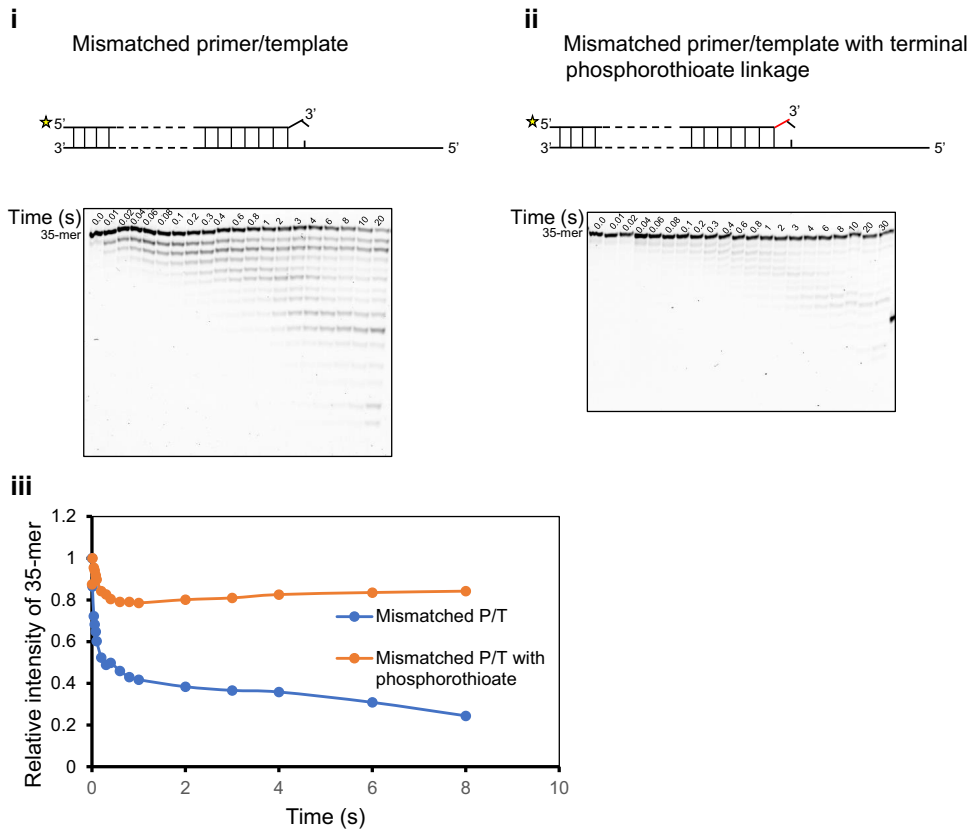 i
Mismatched primer/template
3’
5’
3’
5’
Time (s)
0.0 0.01 0.02 0.04 0.06 0.08 0.1 0.2 0.3 0.4 0.6 0.8 1 2 3 4 6 8 10 20
35-mer
ii
Mismatched primer/template with terminal
phosphorothioate linkage
3’
5’
3’
5’
Time (s)
0.0 0.01 0.02 0.04 0.06 0.08 0.1 0.2 0.3 0.4 0.6 0.8 1 2 3 4 6 8 10 20 30
35-mer
iii
Relative intensity of 35-mer
1.2
1
0.8
0.6
0.4
0.2
0
0 2 4 6 8 10
Time (s)
Mismatched P/T
Mismatched P/T with
phosphorothioate